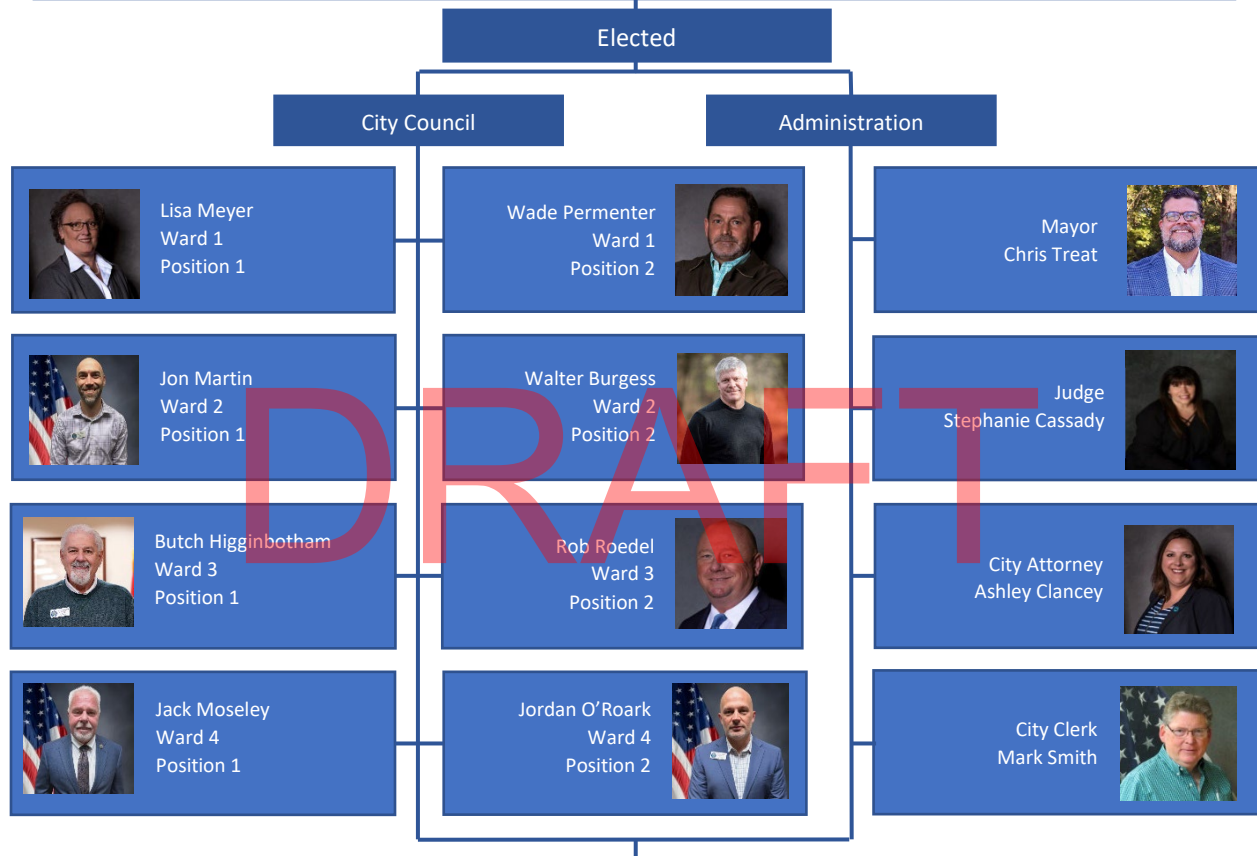 Elected
City Council
Administration
Lisa Meyer
Ward 1
Position 1
Wade Permenter
Ward 1
Position 2
Mayor
Chris Treat
Jon Martin
Ward 2
Position 1
Walter Burgess
Ward 2
Position 2
Judge
Stephanie Cassady
DRAFT
Butch Higginbotham
Ward 3
Position 1
Rob Roedel
Ward 3
Position 2
City Attorney
Ashley Clancey
Jack Moseley
Ward 4
Position 1
Jordan O’Roark
Ward 4
Position 2
City Clerk
Mark Smith